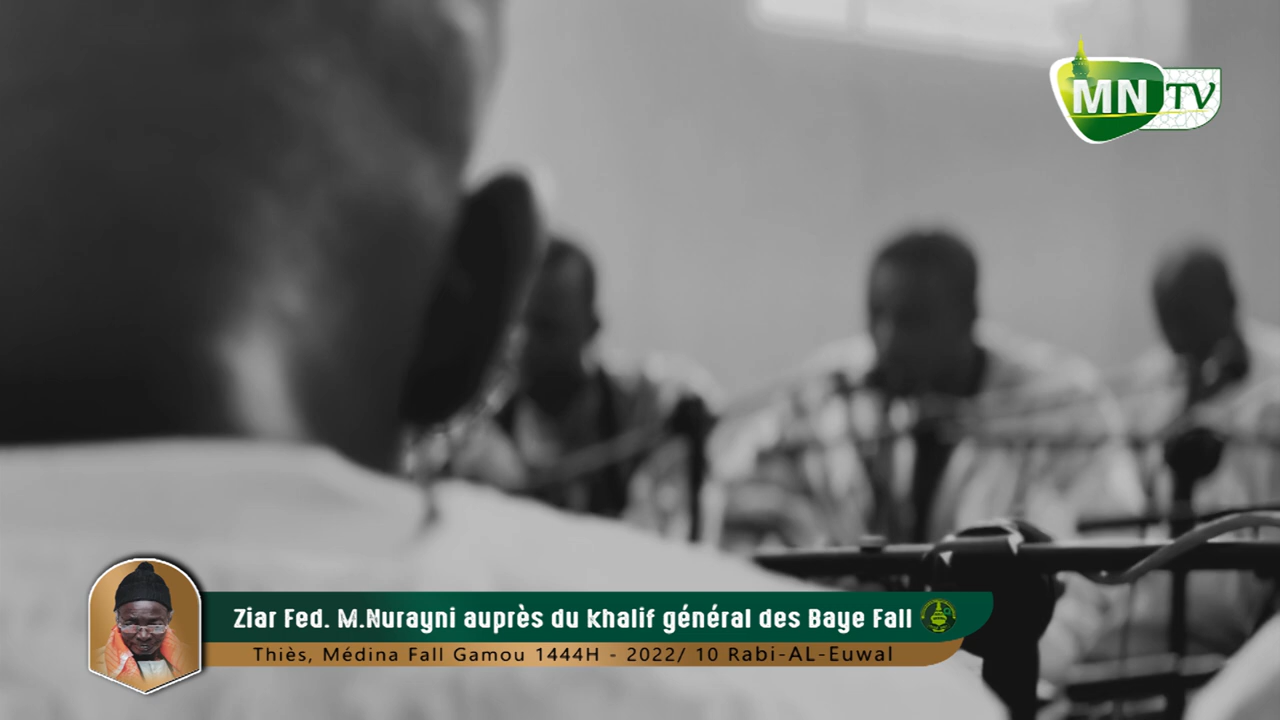 MN TV
Ziar Fed. M.Nurayni auprès du khalif général des Baye Fall
Thiès, Médina Fall Gamou 1444H - 2022/ 10 Rabi-AL-Euwal